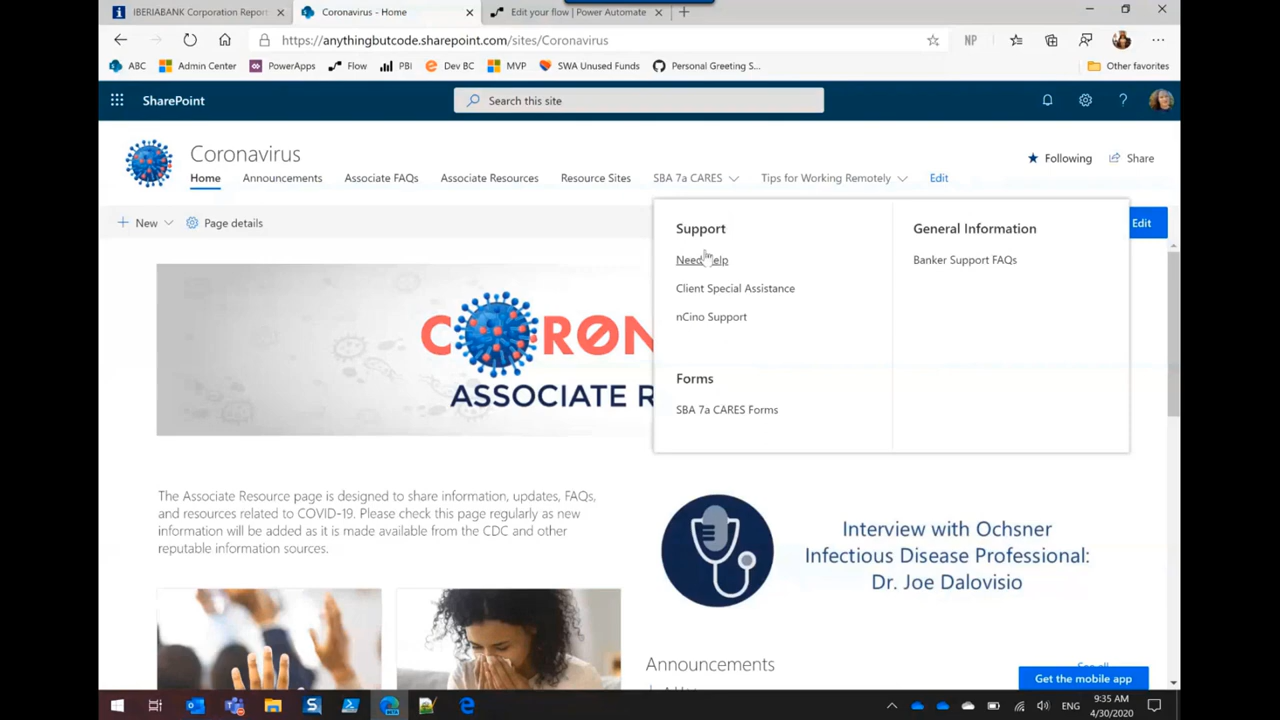 IBERIABANK Corporation Report
Coronavirus - Home
Edit your flow | Power Automate
https://anythingbutcode.sharepoint.com/sites/Coronavirus
NP
ABC
Admin Center
PowerApps
Flow
PBI
Dev BC
MVP
SWA Unused Funds
Personal Greeting S...
Other favorites
SharePoint
Search this site
Coronavirus
Following
Share
Home
Announcements
Associate FAQs
Associate Resources
Resource Sites
SBA 7a CARES
Tips for Working Remotely
Edit
New
Page details
Edit
Support
General Information
Need Help
Banker Support FAQs
Client Special Assistance
nCino Support
Forms
SBA 7a CARES Forms
CORON
ASSOCIATE R
The Associate Resource page is designed to share information, updates, FAQs,
and resources related to COVID-19. Please check this page regularly as new
information will be added as it is made available from the CDC and other
reputable information sources.
Interview with Ochsner
Infectious Disease Professional:
Dr. Joe Dalovisio
Announcements
See all
Get the mobile app
9:35 AM
4/30/2020